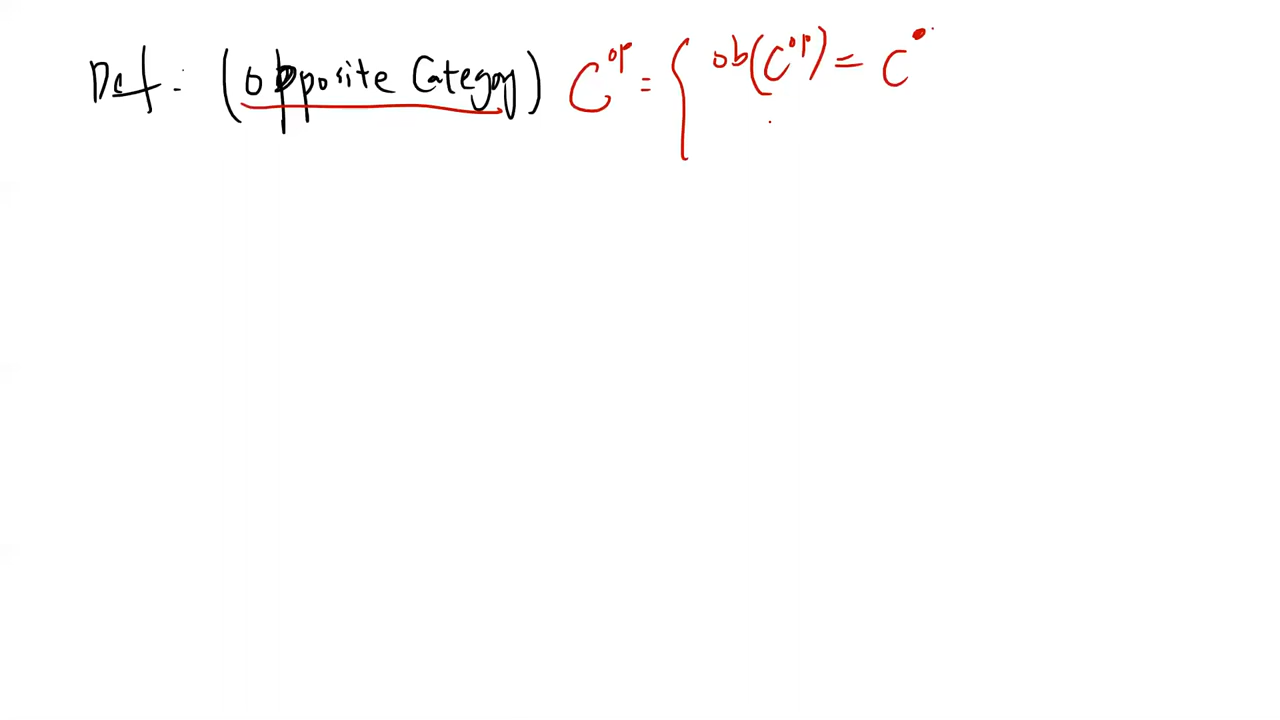 Def: (opposite Category) C^op = { ob(C^op) = C^•